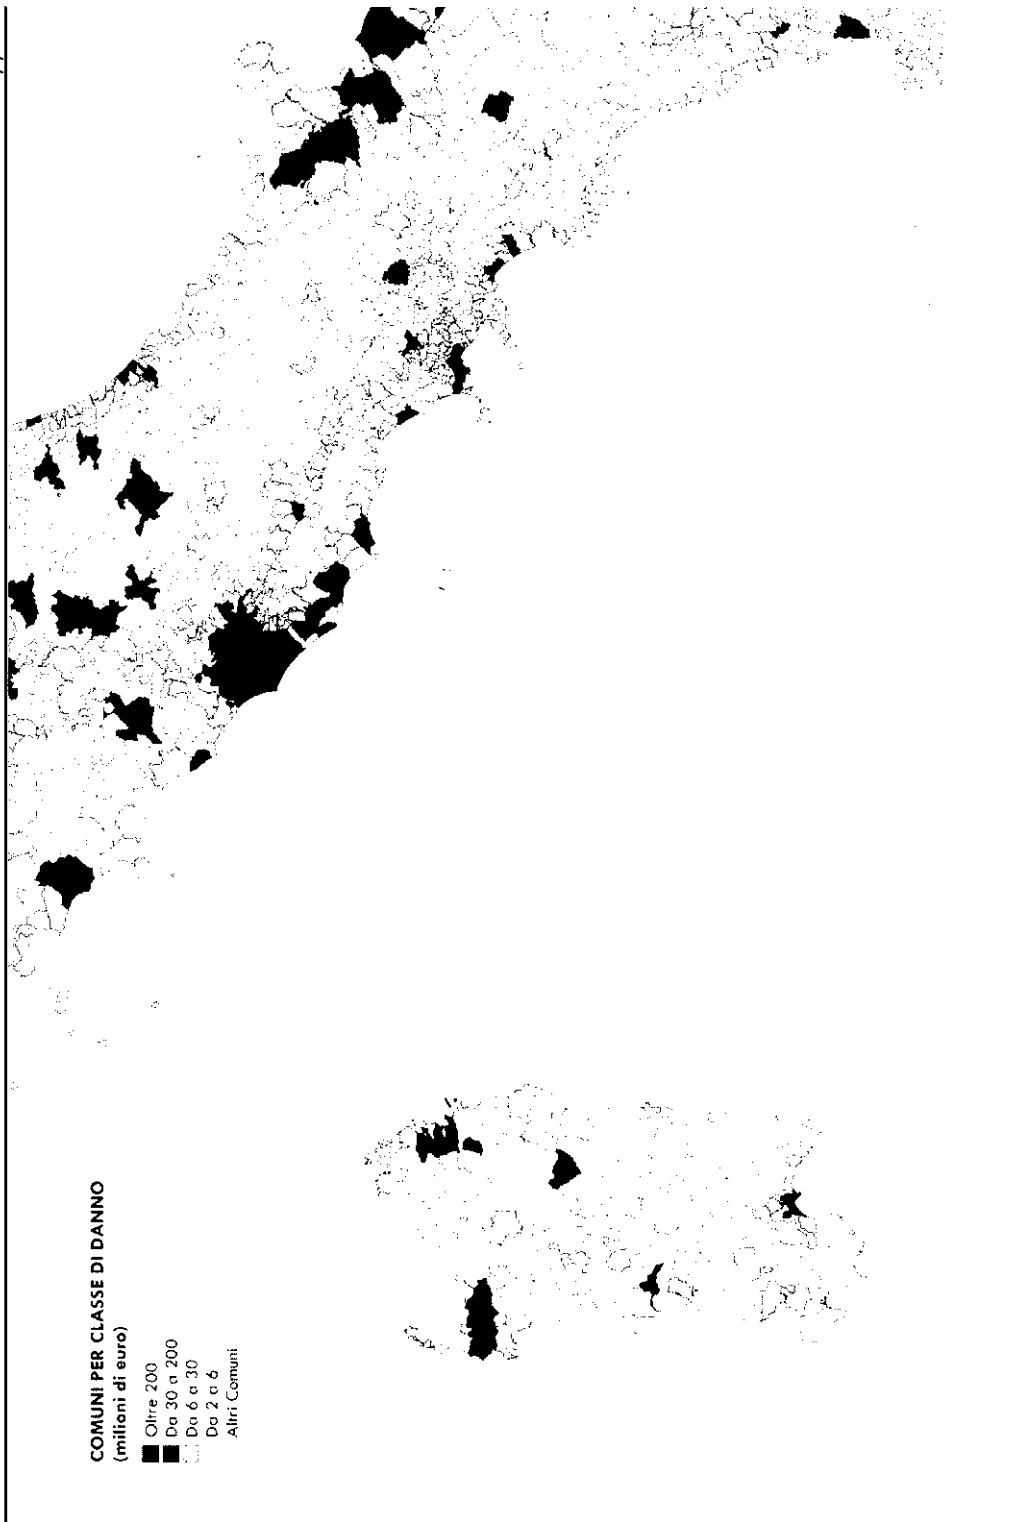 COMUNI PER CLASSE DI DANNO
(milioni di euro)
Oltre 200
Da 30 a 200
Da 6 a 30
Da 2 a 6
Altri Comuni